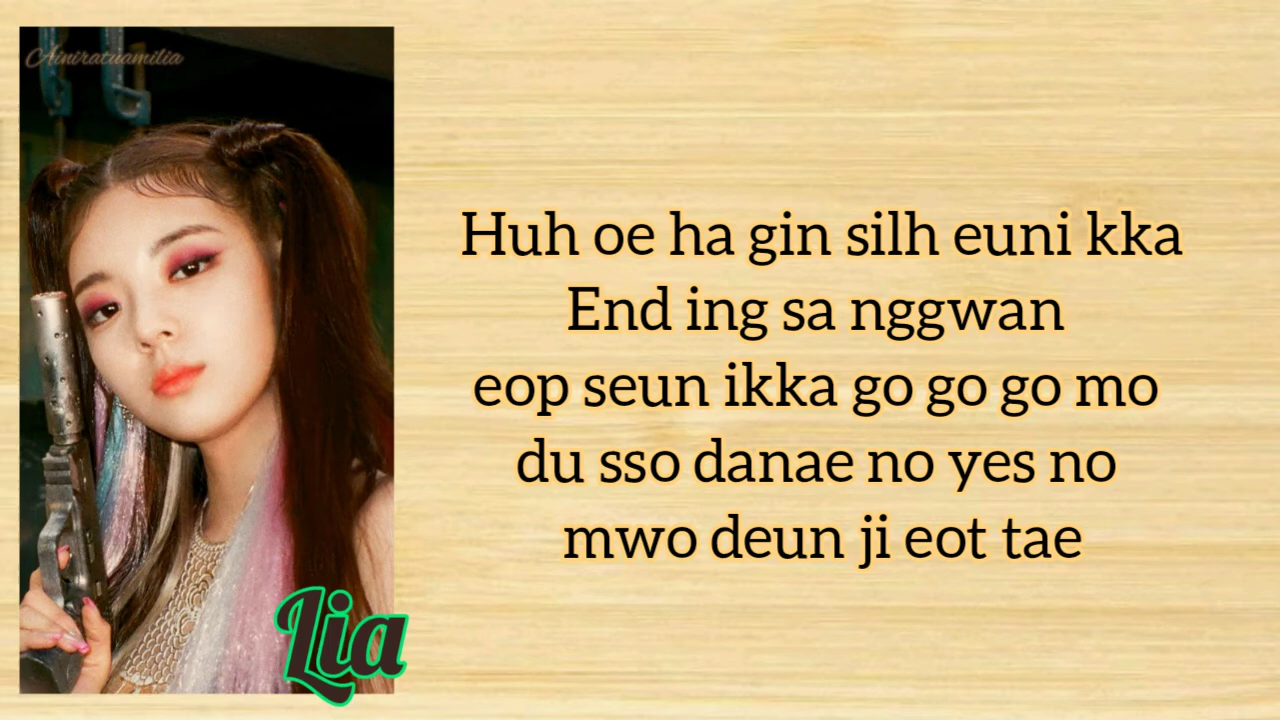 Ainiratuamilia
Huh oe ha gin silh euni kka
End ing sa nggwan
eop seun ikka go go go mo
du sso danae no yes no
mwo deun ji eot tae
Lia